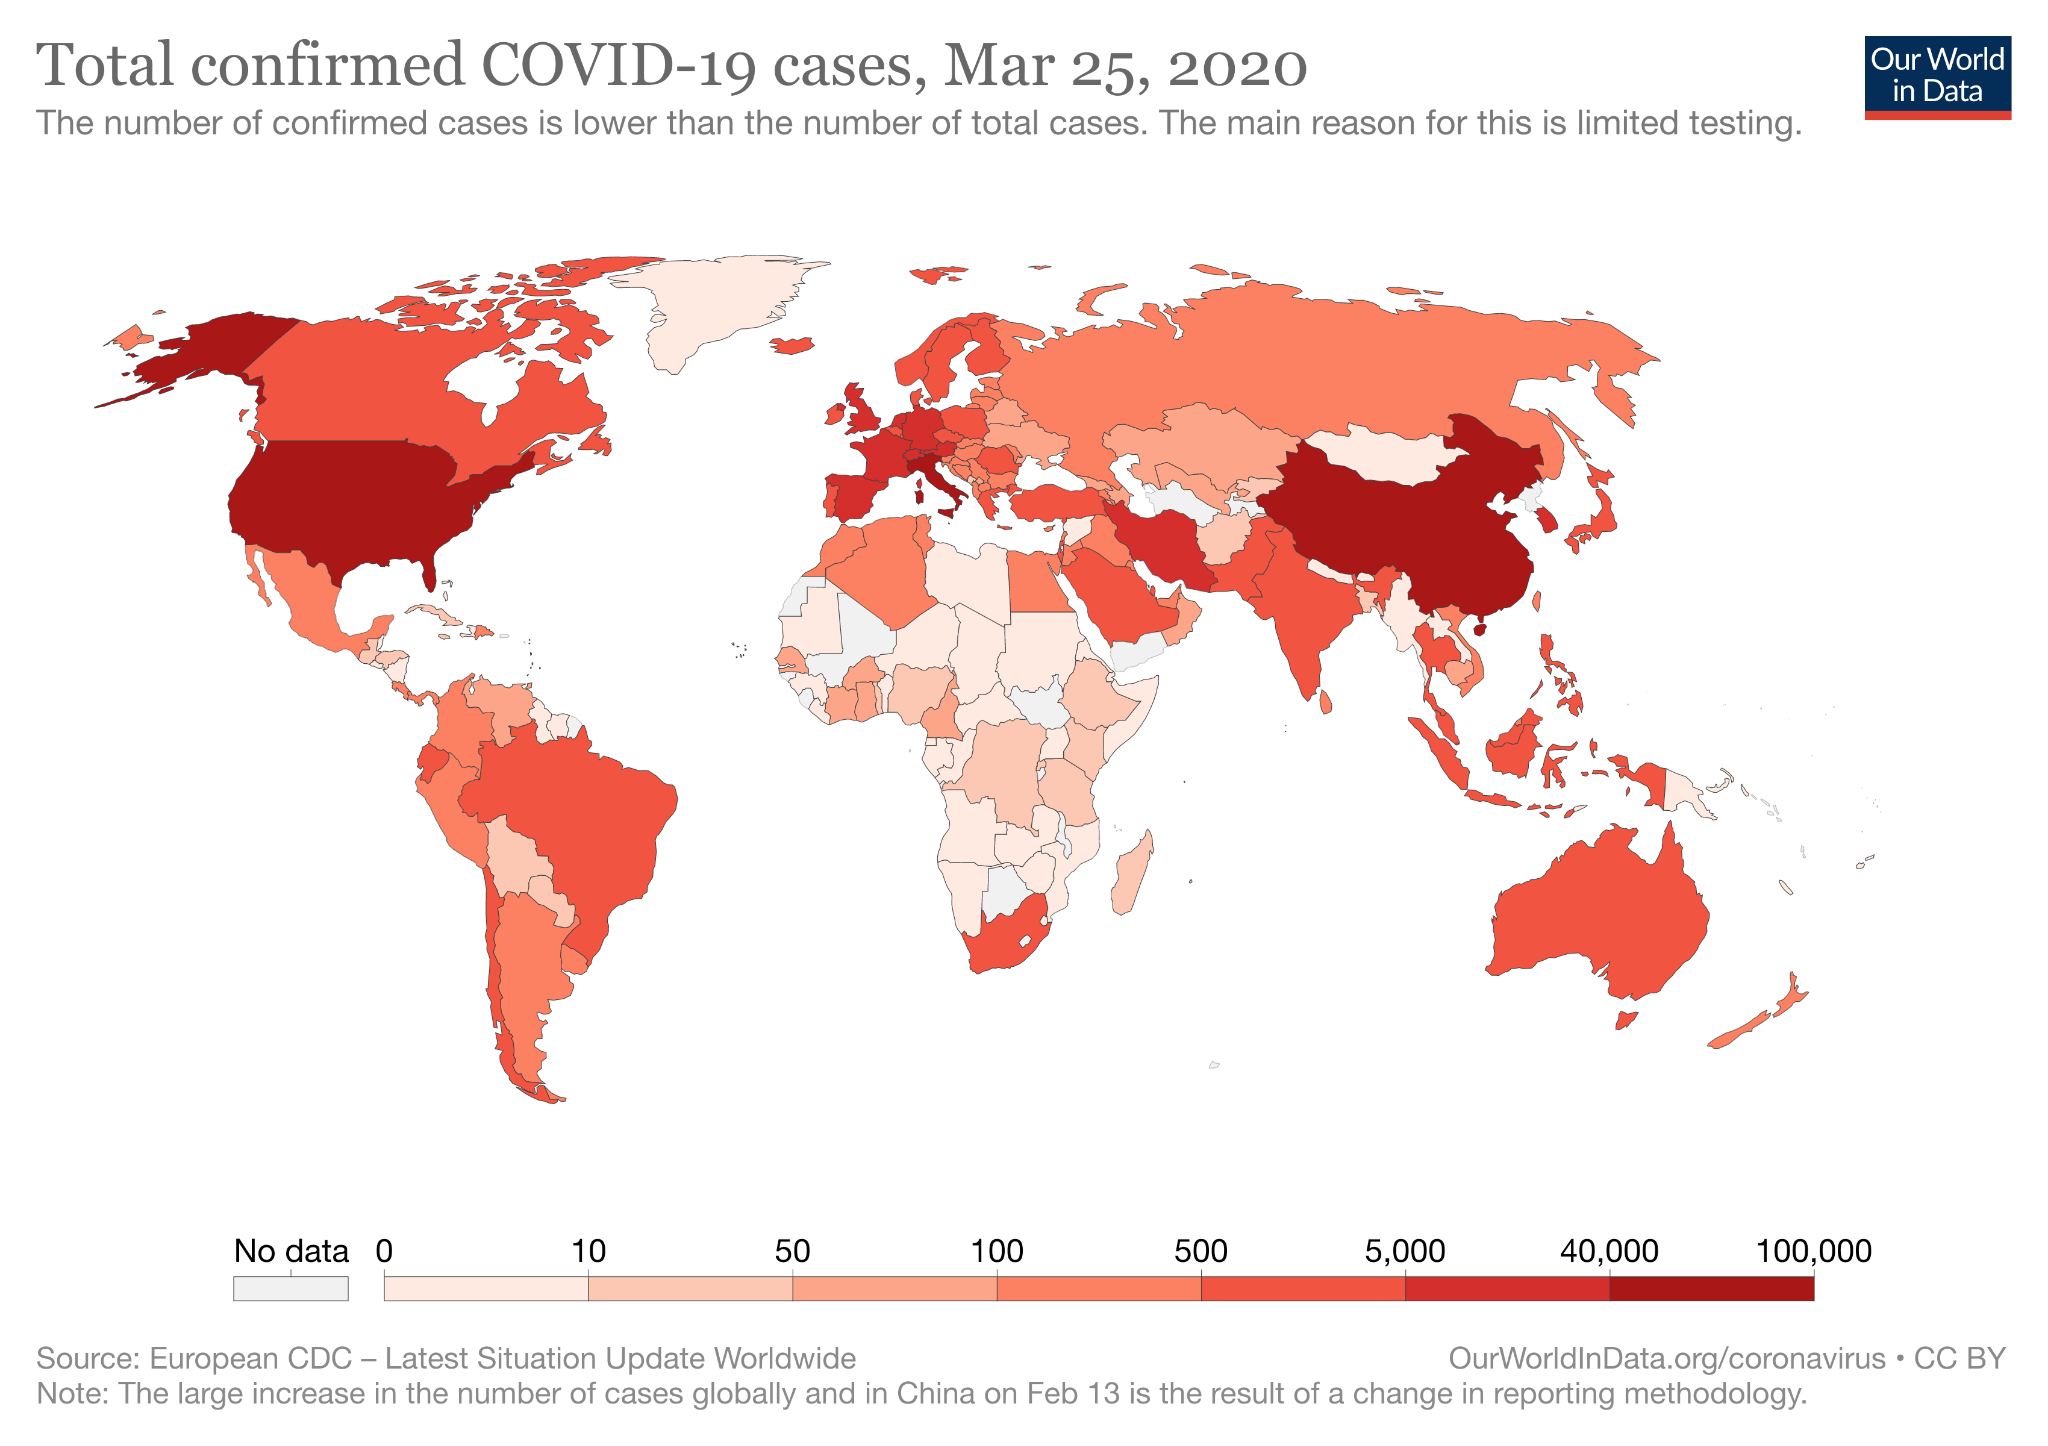 Total confirmed COVID-19 cases, Mar 25, 2020
Our World
in Data
The number of confirmed cases is lower than the number of total cases. The main reason for this is limited testing.
No data 0 10 50 100 500 5,000 40,000 100,000
Source: European CDC – Latest Situation Update Worldwide
OurWorldInData.org/coronavirus • CC BY
Note: The large increase in the number of cases globally and in China on Feb 13 is the result of a change in reporting methodology.